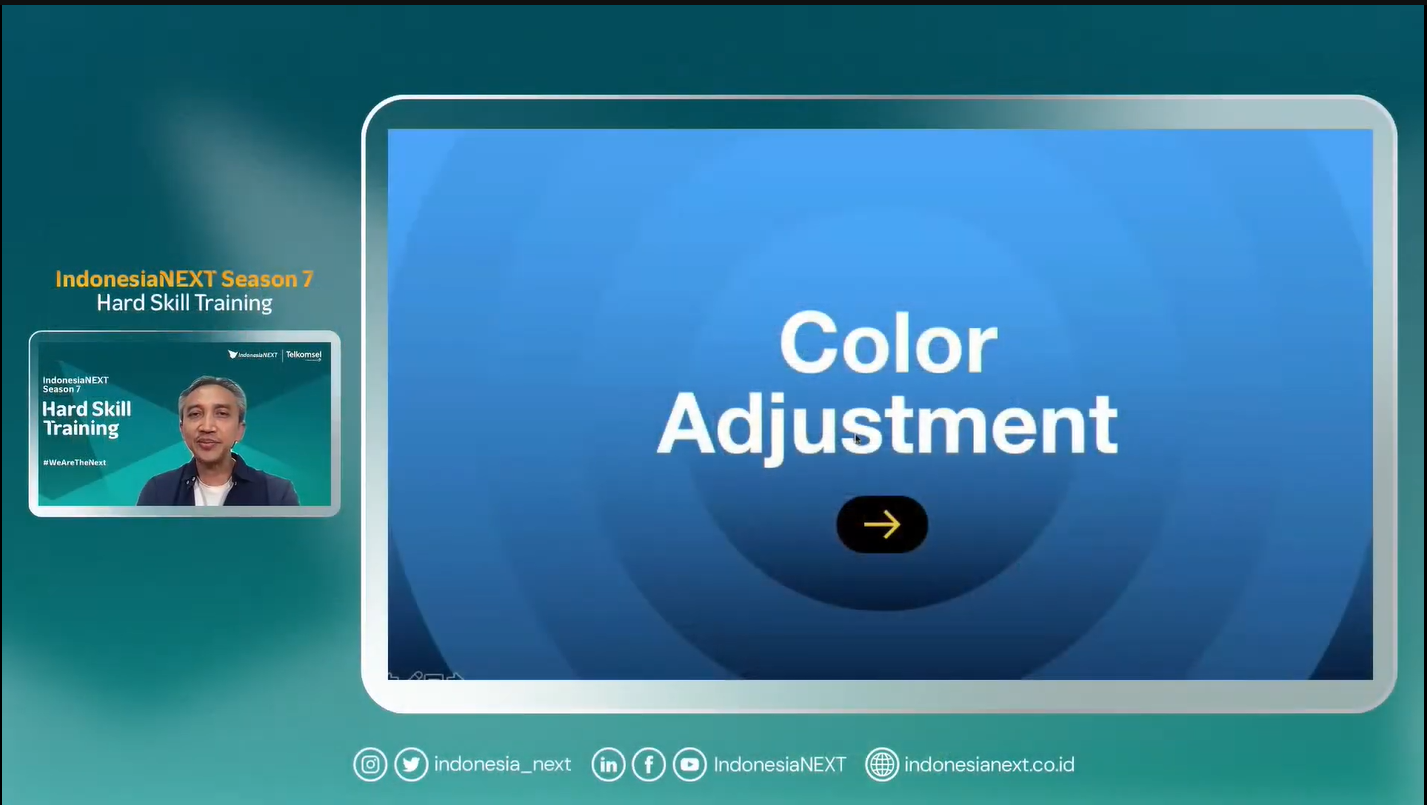 IndonesiaNEXT Season 7
Hard Skill Training
IndonesiaNEXT | Telkomsel
IndonesiaNEXT
Season 7
Hard Skill
Training
#WeAreTheNext
Color
Adjustment
indonesia_next
IndonesiaNEXT
indonesianext.co.id